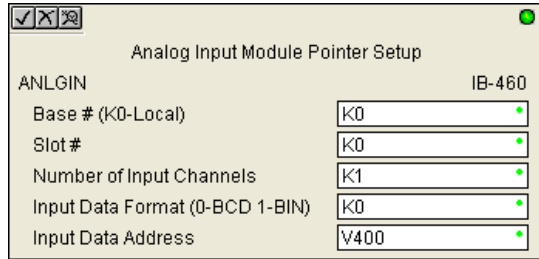 Analog Input Module Pointer Setup
ANLGIN IB-460
Base # (K0-Local) K0
Slot # K0
Number of Input Channels K1
Input Data Format (0-BCD 1-BIN) K0
Input Data Address V400